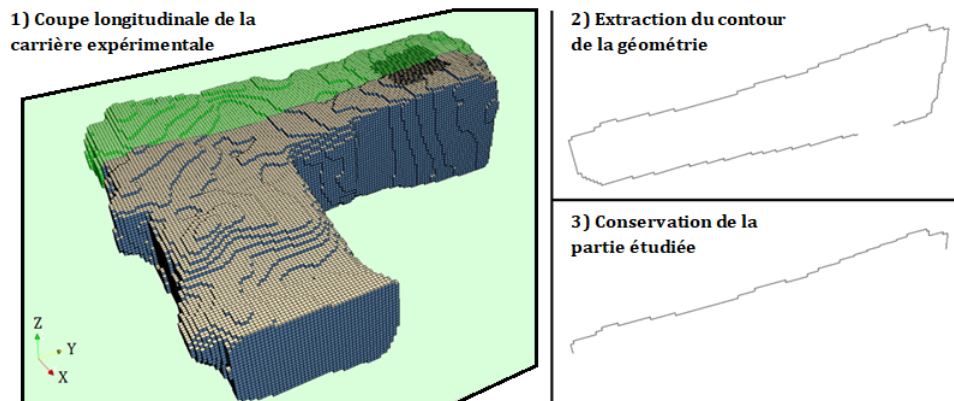 1) Coupe longitudinale de la
carrière expérimentale
Z
Y
X
2) Extraction du contour
de la géométrie
3) Conservation de la
partie étudiée